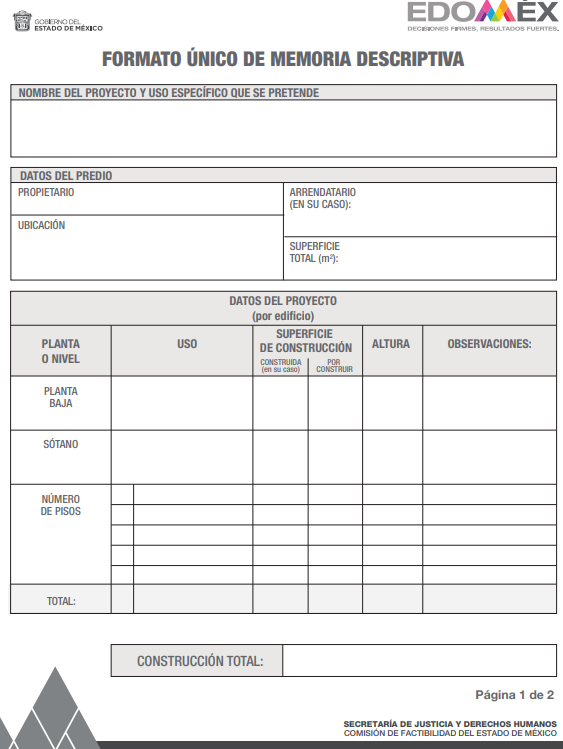 GOBIERNO DEL
ESTADO DE MÉXICO
EDOMÉX
DECISIONES FIRMES, RESULTADOS FUERTES.
FORMATO ÚNICO DE MEMORIA DESCRIPTIVA
NOMBRE DEL PROYECTO Y USO ESPECÍFICO QUE SE PRETENDE
DATOS DEL PREDIO
PROPIETARIO
ARRENDATARIO
(EN SU CASO):
UBICACIÓN
SUPERFICIE
TOTAL (m²):
DATOS DEL PROYECTO
(por edificio)
PLANTA
O NIVEL
USO
SUPERFICIE
DE CONSTRUCCIÓN
CONSTRUIDA
(en su caso)
POR
CONSTRUIR
ALTURA
OBSERVACIONES:
PLANTA
BAJA
SÓTANO
NÚMERO
DE PISOS
TOTAL:
CONSTRUCCIÓN TOTAL:
Página 1 de 2
SECRETARÍA DE JUSTICIA Y DERECHOS HUMANOS
COMISIÓN DE FACTIBILIDAD DEL ESTADO DE MÉXICO